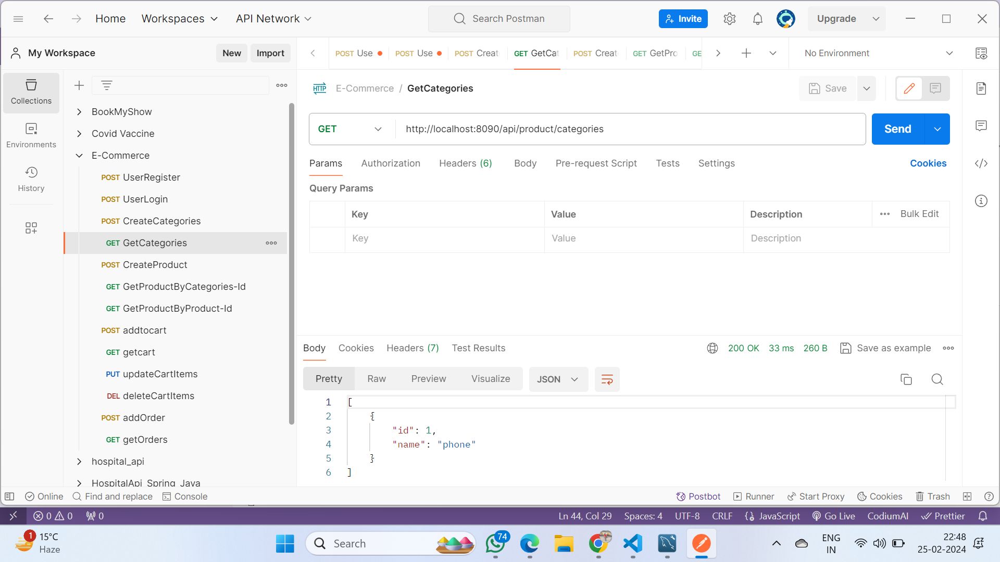 Home Workspaces API Network Search Postman Invite Upgrade
My Workspace New Import POST Use POST Use POST Creat GET GetCat POST Creat GET GetPro GE No Environment
Collections
Environments
History
BookMyShow
Covid Vaccine
E-Commerce
POST UserRegister
POST UserLogin
POST CreateCategories
GET GetCategories
POST CreateProduct
GET GetProductByCategories-Id
GET GetProductByProduct-Id
POST addtocart
GET getcart
PUT updateCartItems
DEL deleteCartItems
POST addOrder
GET getOrders
hospital_api
HospitalApi_Spring_Java
HTTP E-Commerce / GetCategories Save
GET http://localhost:8090/api/product/categories Send
Params Authorization Headers (6) Body Pre-request Script Tests Settings Cookies
Query Params
Key Value Description Bulk Edit
Key Value Description
Body Cookies Headers (7) Test Results 200 OK 33 ms 260 B Save as example
Pretty Raw Preview Visualize JSON
1 [
2 {
3 "id": 1,
4 "name": "phone"
5 }
6 ]
Online Find and replace Console Postbot Runner Start Proxy Cookies Trash
0 0 0 Ln 44, Col 29 Spaces: 4 UTF-8 CRLF JavaScript Go Live CodiumAI Prettier
1 15°C
Haze
Search
74
ENG
IN
22:48
25-02-2024